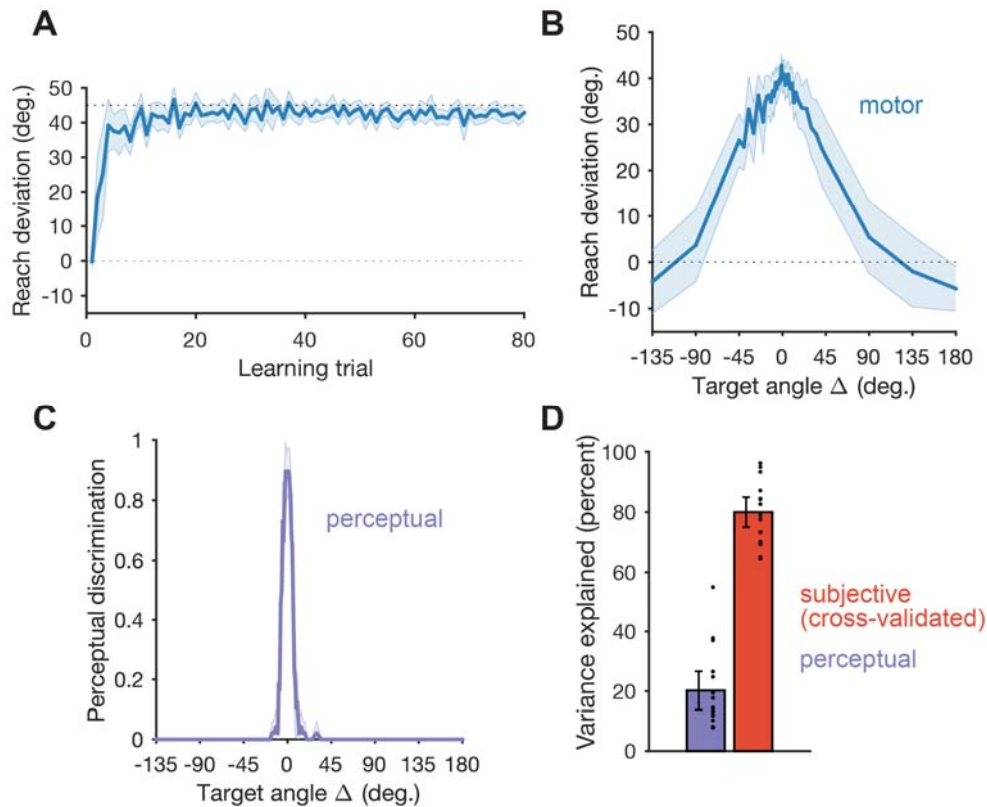 A
Reach deviation (deg.)
50
40
30
20
10
0
-10
0
20
40
60
80
Learning trial
B
Reach deviation (deg.)
50
40
30
20
10
0
-10
motor
-135
-90
-45
0
45
90
135
180
Target angle Δ (deg.)
C
Perceptual discrimination
1
0.8
0.6
0.4
0.2
0
perceptual
-135
-90
-45
0
45
90
135
180
Target angle Δ (deg.)
D
Variance explained (percent)
100
80
60
40
20
0
subjective
(cross-validated)
perceptual